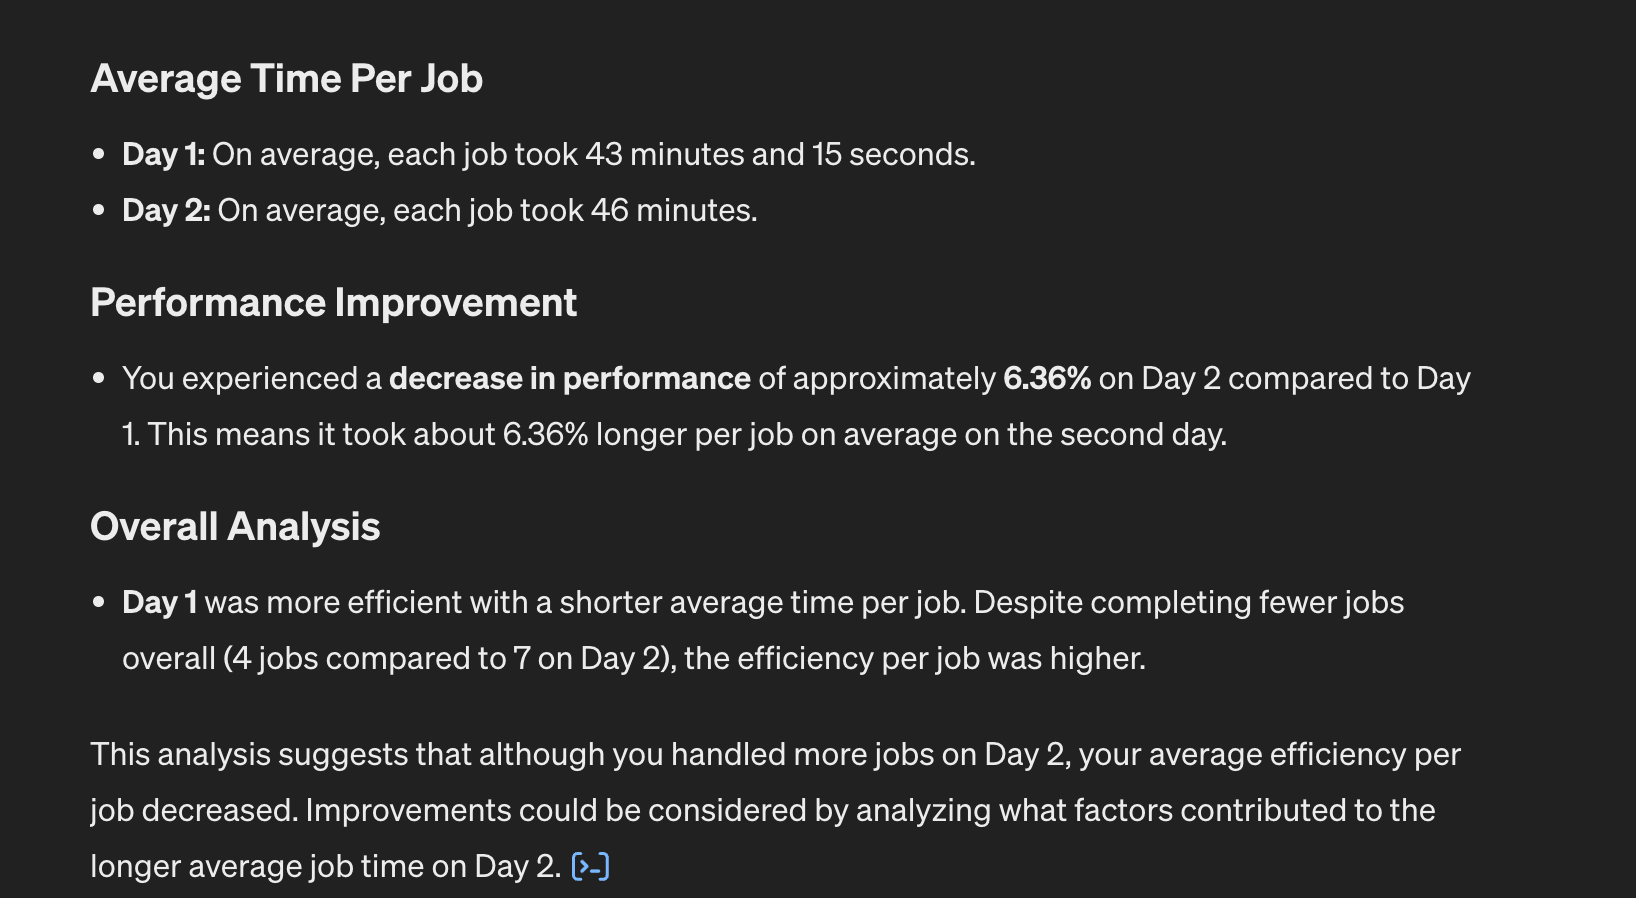 Average Time Per Job
• Day 1: On average, each job took 43 minutes and 15 seconds.
• Day 2: On average, each job took 46 minutes.
Performance Improvement
• You experienced a decrease in performance of approximately 6.36% on Day 2 compared to Day
1. This means it took about 6.36% longer per job on average on the second day.
Overall Analysis
• Day 1 was more efficient with a shorter average time per job. Despite completing fewer jobs
overall (4 jobs compared to 7 on Day 2), the efficiency per job was higher.
This analysis suggests that although you handled more jobs on Day 2, your average efficiency per
job decreased. Improvements could be considered by analyzing what factors contributed to the
longer average job time on Day 2. [>-]